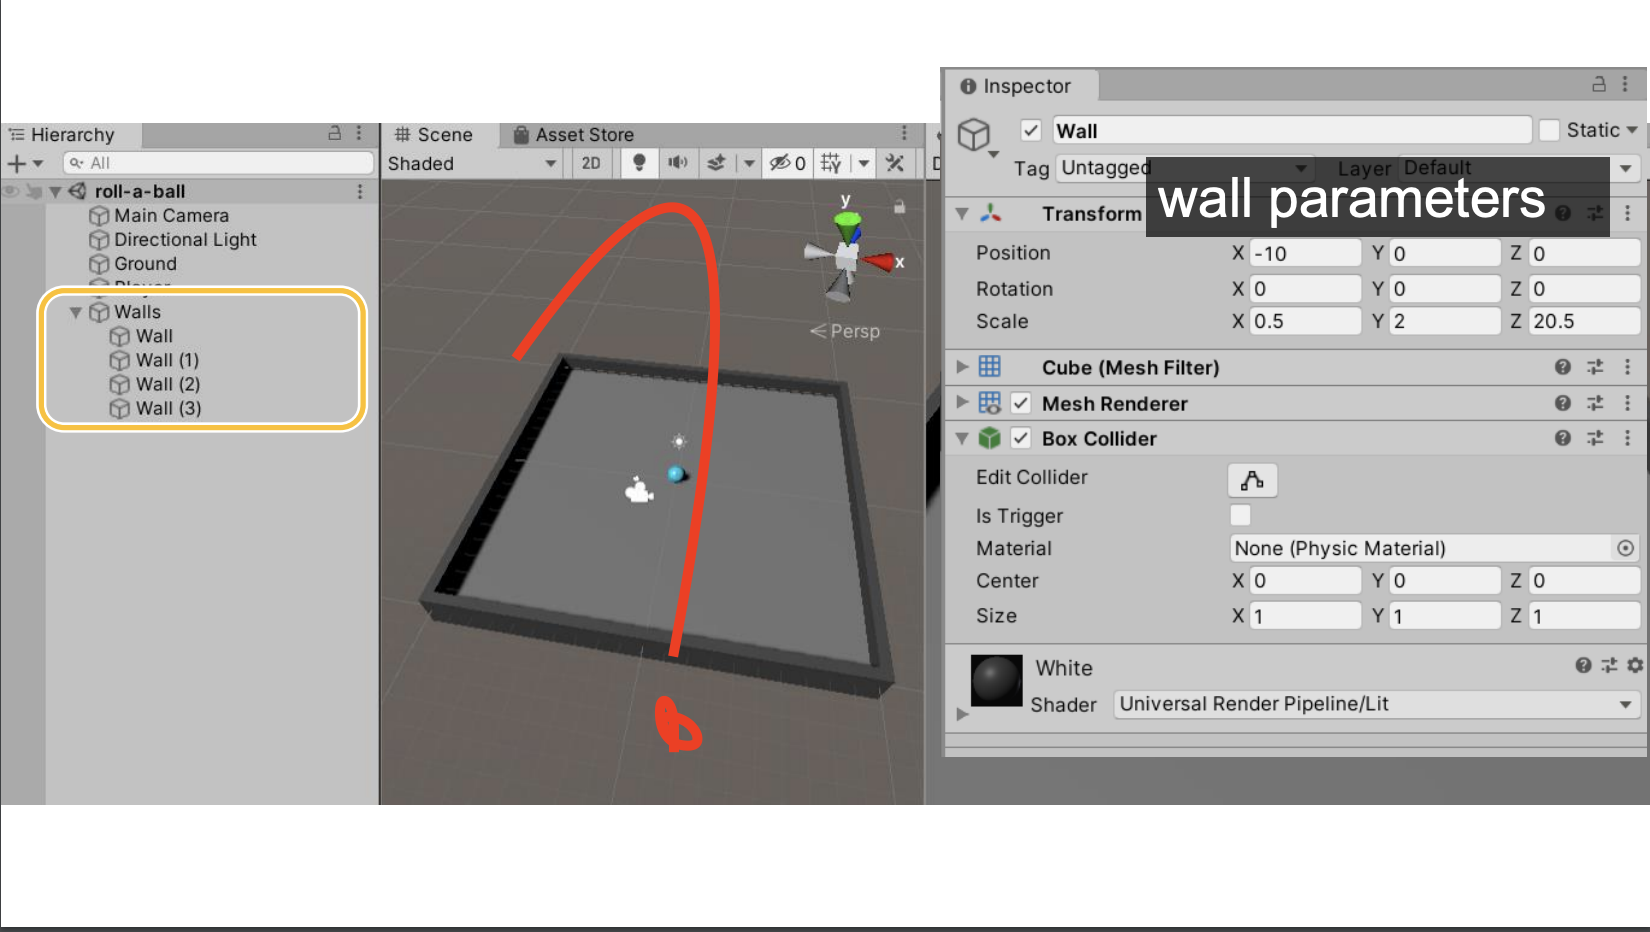 Hierarchy
All
roll-a-ball
Main Camera
Directional Light
Ground
Player
Walls
Wall
Wall (1)
Wall (2)
Wall (3)
Scene
Asset Store
Shaded
2D
0
y
x
Persp
Inspector
Wall
Static
Tag Untagged
Layer Default
wall parameters
Transform
Position X -10 Y 0 Z 0
Rotation X 0 Y 0 Z 0
Scale X 0.5 Y 2 Z 20.5
Cube (Mesh Filter)
Mesh Renderer
Box Collider
Edit Collider
Is Trigger
Material None (Physic Material)
Center X 0 Y 0 Z 0
Size X 1 Y 1 Z 1
White
Shader Universal Render Pipeline/Lit